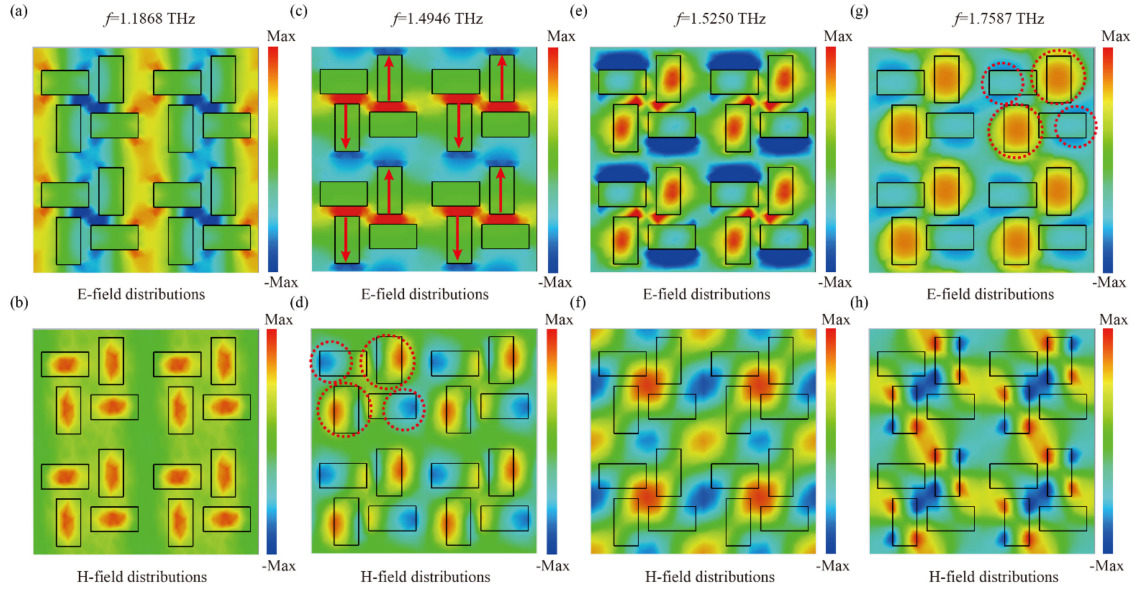 (a)
f=1.1868 THz
Max
-Max
E-field distributions
(c)
f=1.4946 THz
Max
-Max
E-field distributions
(e)
f=1.5250 THz
Max
-Max
E-field distributions
(g)
f=1.7587 THz
Max
-Max
E-field distributions
(b)
Max
-Max
H-field distributions
(d)
Max
-Max
H-field distributions
(f)
Max
-Max
H-field distributions
(h)
Max
-Max
H-field distributions